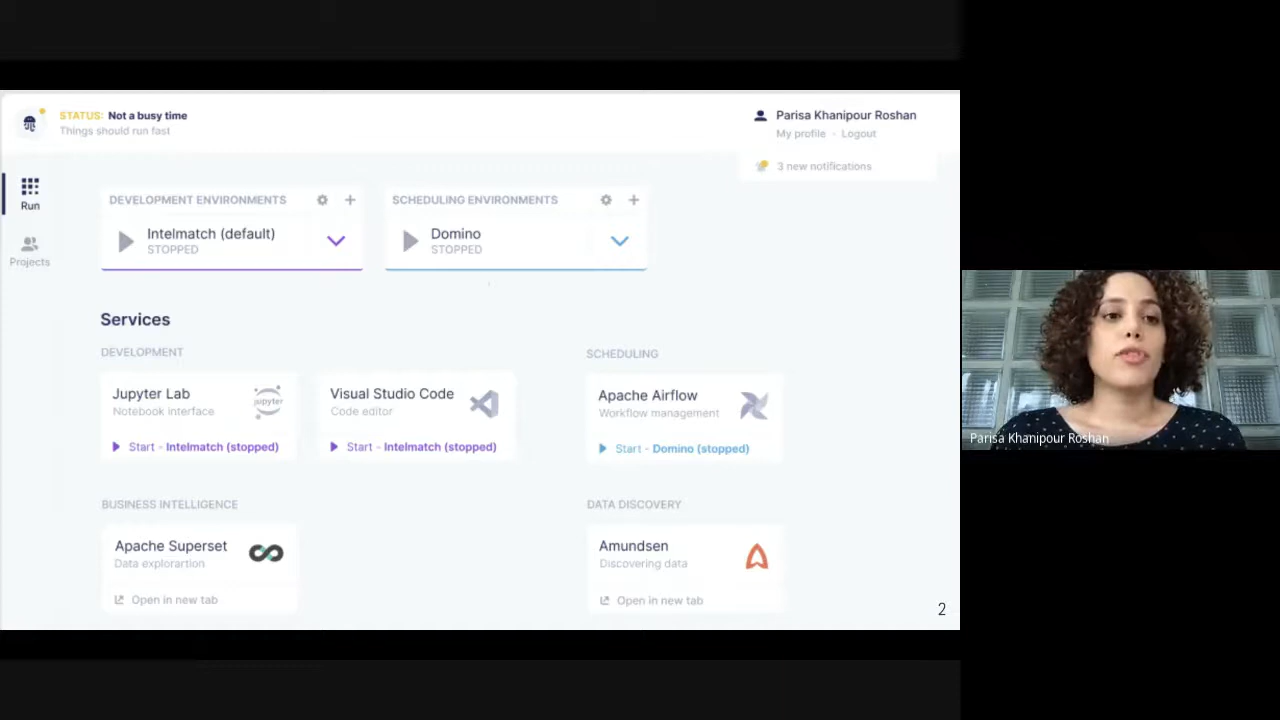 STATUS: Not a busy time
Things should run fast
Parisa Khanipour Roshan
My profile - Logout
3 new notifications
Run
Projects
DEVELOPMENT ENVIRONMENTS
Intelmatch (default)
STOPPED
SCHEDULING ENVIRONMENTS
Domino
STOPPED
Services
DEVELOPMENT
Jupyter Lab
Notebook interface
jupyter
Start - Intelmatch (stopped)
Visual Studio Code
Code editor
Start - Intelmatch (stopped)
SCHEDULING
Apache Airflow
Workflow management
Start - Domino (stopped)
BUSINESS INTELLIGENCE
Apache Superset
Data explorartion
Open in new tab
DATA DISCOVERY
Amundsen
Discovering data
Open in new tab
2
Parisa Khanipour Roshan